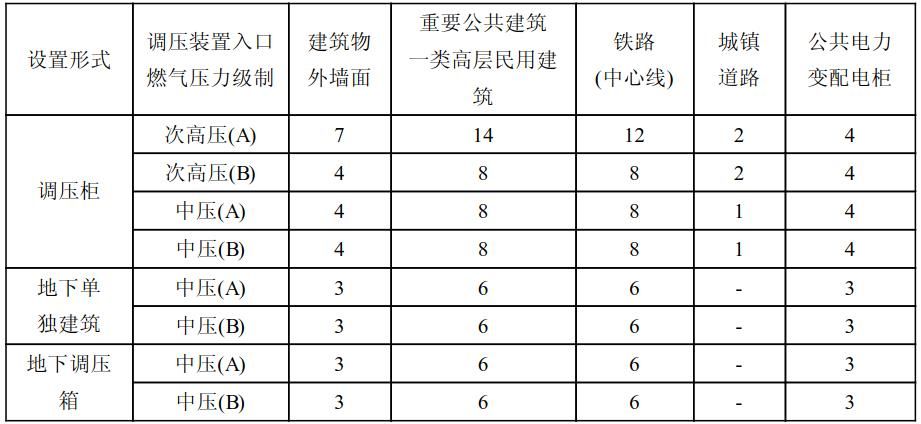 设置形式 调压装置入口燃气压力级制 建筑物外墙面 重要公共建筑一类高层民用建筑 铁路(中心线) 城镇道路 公共电力变配电柜
调压柜 次高压(A) 7 14 12 2 4
次高压(B) 4 8 8 2 4
中压(A) 4 8 8 1 4
中压(B) 4 8 8 1 4
地下单独建筑 中压(A) 3 6 6 - 3
中压(B) 3 6 6 - 3
地下调压箱 中压(A) 3 6 6 - 3
中压(B) 3 6 6 - 3